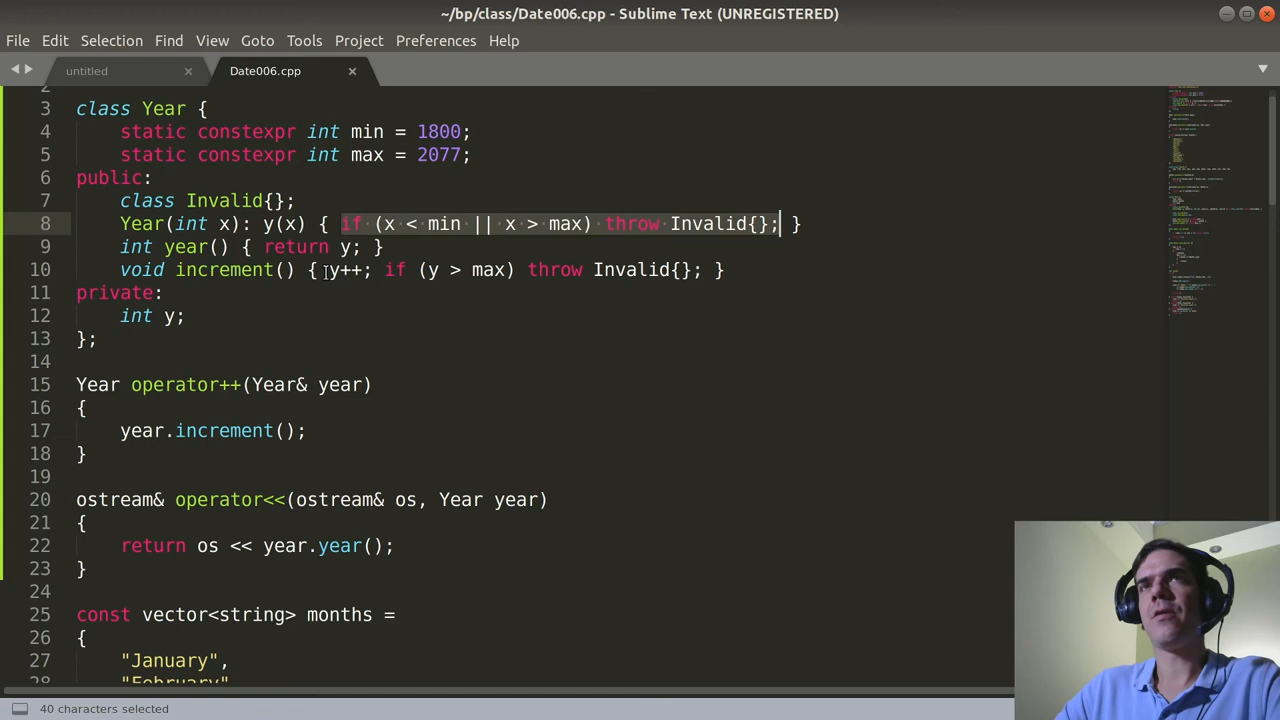 ~/bp/class/Date006.cpp - Sublime Text (UNREGISTERED)
File Edit Selection Find View Goto Tools Project Preferences Help
untitled Date006.cpp
2
3 class Year {
4 static constexpr int min = 1800;
5 static constexpr int max = 2077;
6 public:
7 class Invalid{};
8 Year(int x): y(x) { if (x < min || x > max) throw Invalid{}; }
9 int year() { return y; }
10 void increment() { y++; if (y > max) throw Invalid{}; }
11 private:
12 int y;
13 };
14
15 Year operator++(Year& year)
16 {
17 year.increment();
18 }
19
20 ostream& operator<<(ostream& os, Year year)
21 {
22 return os << year.year();
23 }
24
25 const vector<string> months =
26 {
27 "January",
28 "February"
40 characters selected